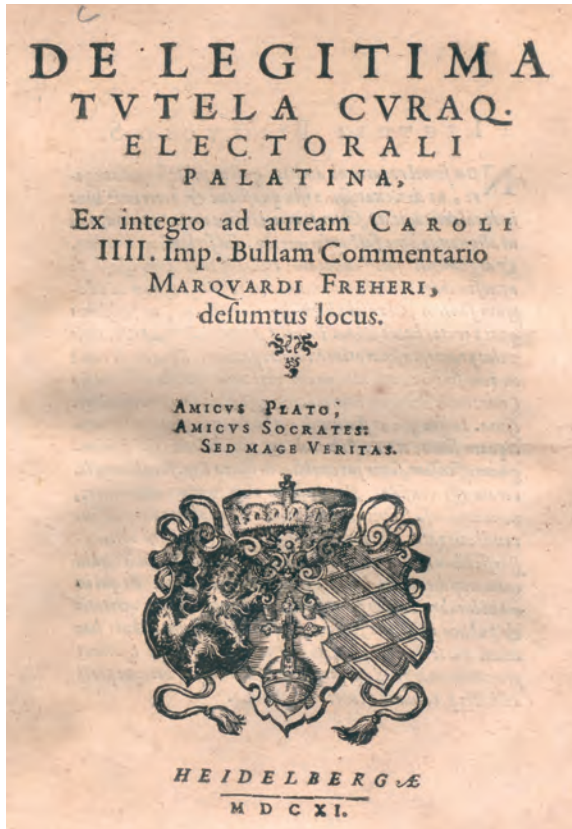 DE LEGITIMA
TVTELA CVRAQ.
ELECTORALI
PALATINA,
Ex integro ad auream CAROLI
IIII. Imp. Bullam Commentario
MARQVARDI FREHERI,
deſumtus locus.
AMICVS PLATO;
AMICVS SOCRATES:
SED MAGE VERITAS.
HEIDELBERGÆ
MDCXI.